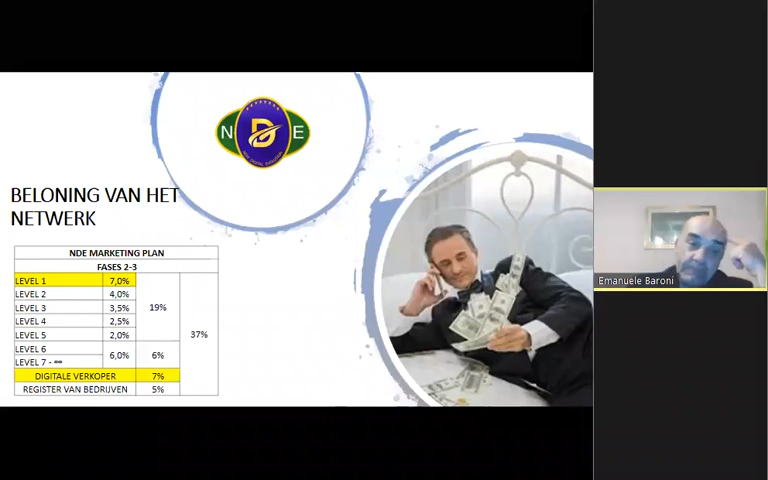 N D E
BELONING VAN HET
NETWERK
NDE MARKETING PLAN
FASES 2-3
LEVEL 1 7,0%
LEVEL 2 4,0%
LEVEL 3 3,5% 19%
LEVEL 4 2,5%
LEVEL 5 2,0%
37%
LEVEL 6
6,0% 6%
LEVEL 7 - ∞
DIGITALE VERKOPER 7%
REGISTER VAN BEDRIJVEN 5%
Emanuele Baroni